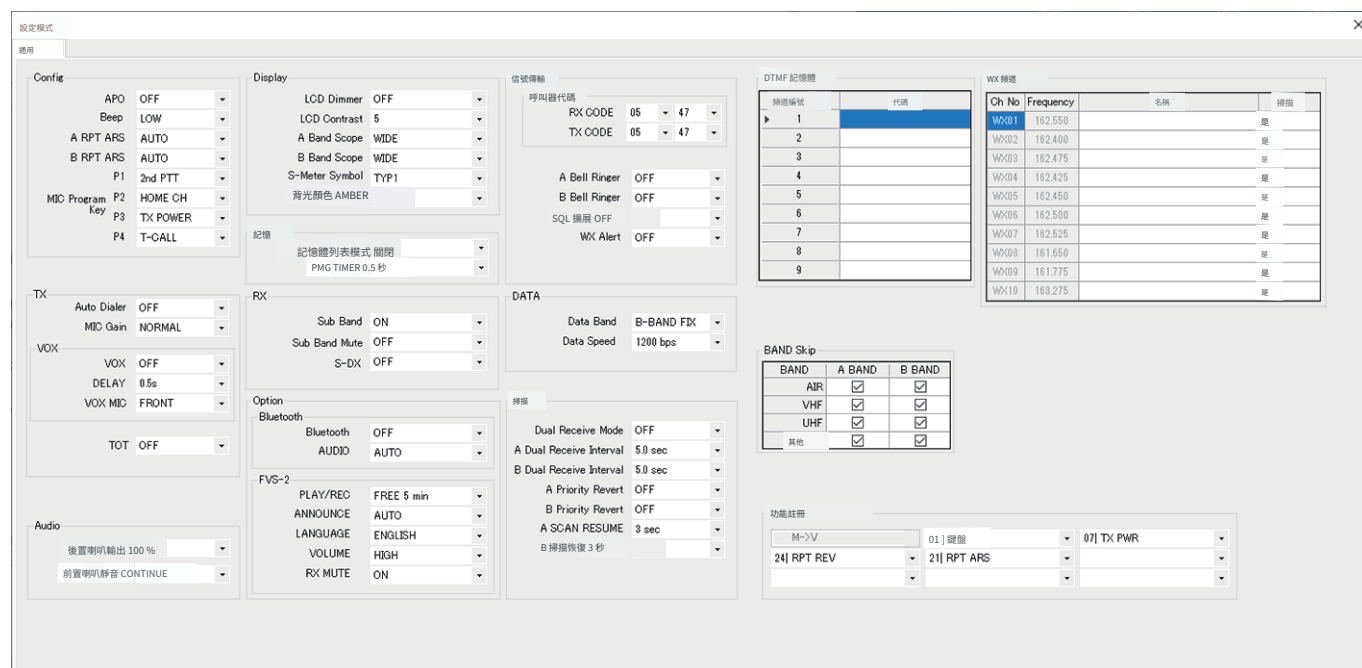 設定模式
通用
Config
APO OFF
Beep LOW
A RPT ARS AUTO
B RPT ARS AUTO
P1 2nd PTT
MIC Program Key P2 HOME CH
P3 TX POWER
P4 T-CALL
TX
Auto Dialer OFF
MIC Gain NORMAL
VOX
VOX OFF
DELAY 0.5s
VOX MIC FRONT
TOT OFF
Audio
後置喇叭輸出 100 %
前置喇叭靜音 CONTINUE
Display
LCD Dimmer OFF
LCD Contrast 5
A Band Scope WIDE
B Band Scope WIDE
S-Meter Symbol TYP1
背光顏色 AMBER
記憶
記憶體列表模式 關閉
PMG TIMER 0.5 秒
RX
Sub Band ON
Sub Band Mute OFF
S-DX OFF
Option
Bluetooth
Bluetooth OFF
AUDIO AUTO
FVS-2
PLAY/REC FREE 5 min
ANNOUNCE AUTO
LANGUAGE ENGLISH
VOLUME HIGH
RX MUTE ON
信號傳輸
呼叫器代碼
RX CODE 05 47
TX CODE 05 47
A Bell Ringer OFF
B Bell Ringer OFF
SQL 擴展 OFF
WX Alert OFF
DATA
Data Band B-BAND FIX
Data Speed 1200 bps
掃描
Dual Receive Mode OFF
A Dual Receive Interval 5.0 sec
B Dual Receive Interval 5.0 sec
A Priority Revert OFF
B Priority Revert OFF
A SCAN RESUME 3 sec
B 掃描恢復 3 秒
DTMF 記憶體
頻道編號 代碼
1
2
3
4
5
6
7
8
9
WX 頻道
Ch No Frequency 名稱 掃描
WX01 162.550 是
WX02 162.400 是
WX03 162.475 是
WX04 162.425 是
WX05 162.450 是
WX06 162.500 是
WX07 162.525 是
WX08 161.650 是
WX09 161.775 是
WX10 163.275 是
BAND Skip
BAND A BAND B BAND
AIR
VHF
UHF
其他
功能註冊
M->V 01 ] 鍵盤 07] TX PWR
24] RPT REV 21] RPT ARS